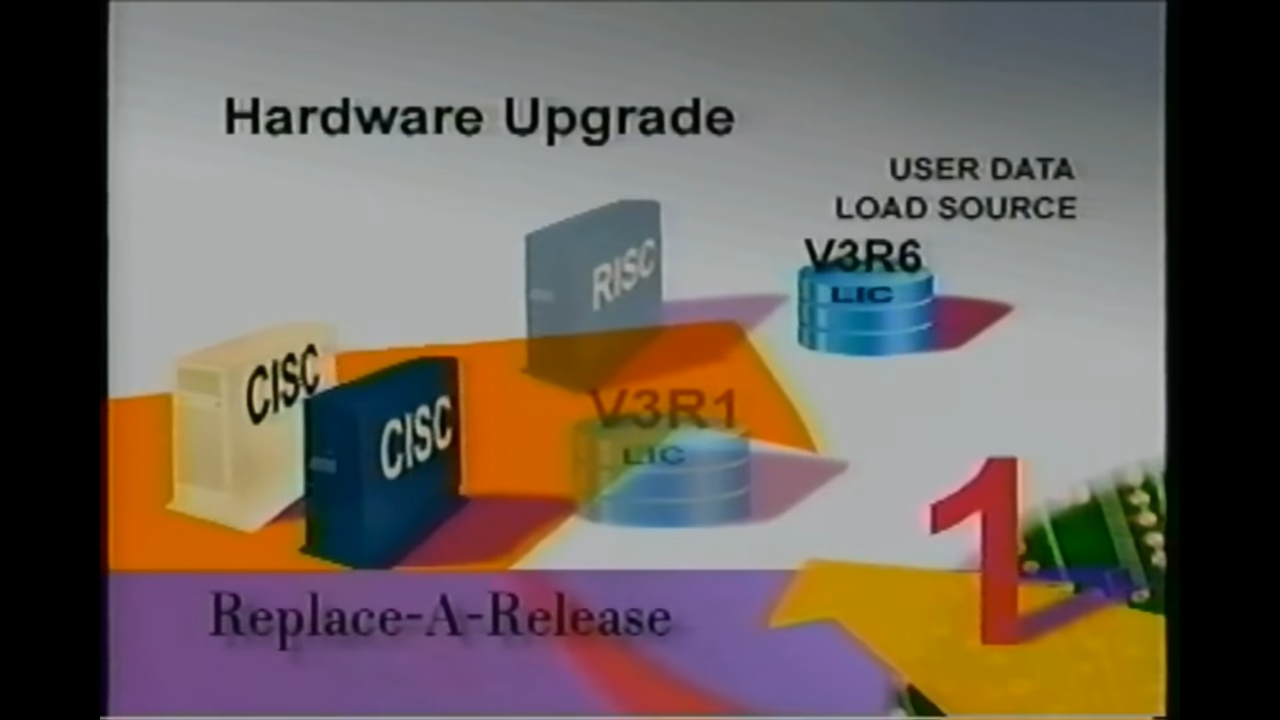 Hardware Upgrade
USER DATA
LOAD SOURCE
V3R6
LIC
RISC
CISC
CISC
V3R1
LIC
1
Replace-A-Release